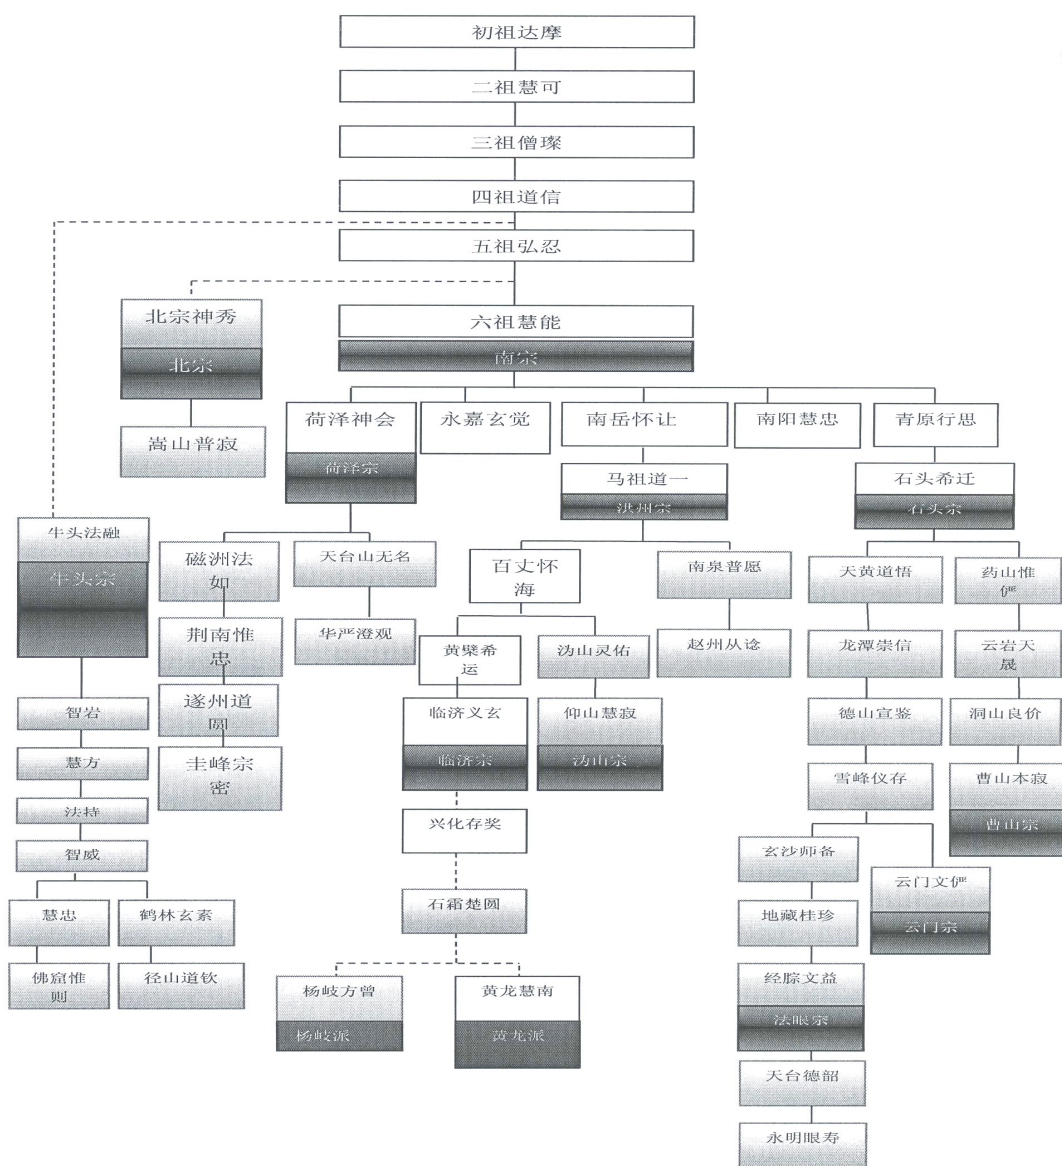 初祖达摩
二祖慧可
三祖僧璨
四祖道信
五祖弘忍
北宗神秀
北宗
六祖慧能
南宗
嵩山普寂
荷泽神会
荷泽宗
永嘉玄觉
南岳怀让
南阳慧忠
青原行思
马祖道一
洪州宗
石头希迁
石头宗
牛头法融
牛头宗
磁洲法
如
天台山无名
百丈怀
海
南泉普愿
天黄道悟
药山惟
俨
荆南惟
忠
华严澄观
黄檗希
运
沩山灵佑
赵州从谂
龙潭崇信
云岩天
晟
智岩
遂州道
圆
临济义玄
临济宗
仰山慧寂
沩山宗
德山宣鉴
洞山良价
慧方
圭峰宗
密
雪峰仪存
曹山本寂
曹山宗
法持
兴化存奖
智威
玄沙师备
云门文俨
云门宗
慧忠
鹤林玄素
石霜楚圆
地藏桂珍
佛窟惟
则
径山道钦
杨岐方曾
杨岐派
黄龙慧南
黄龙派
经腙文益
法眼宗
天台德韶
永明眼寿